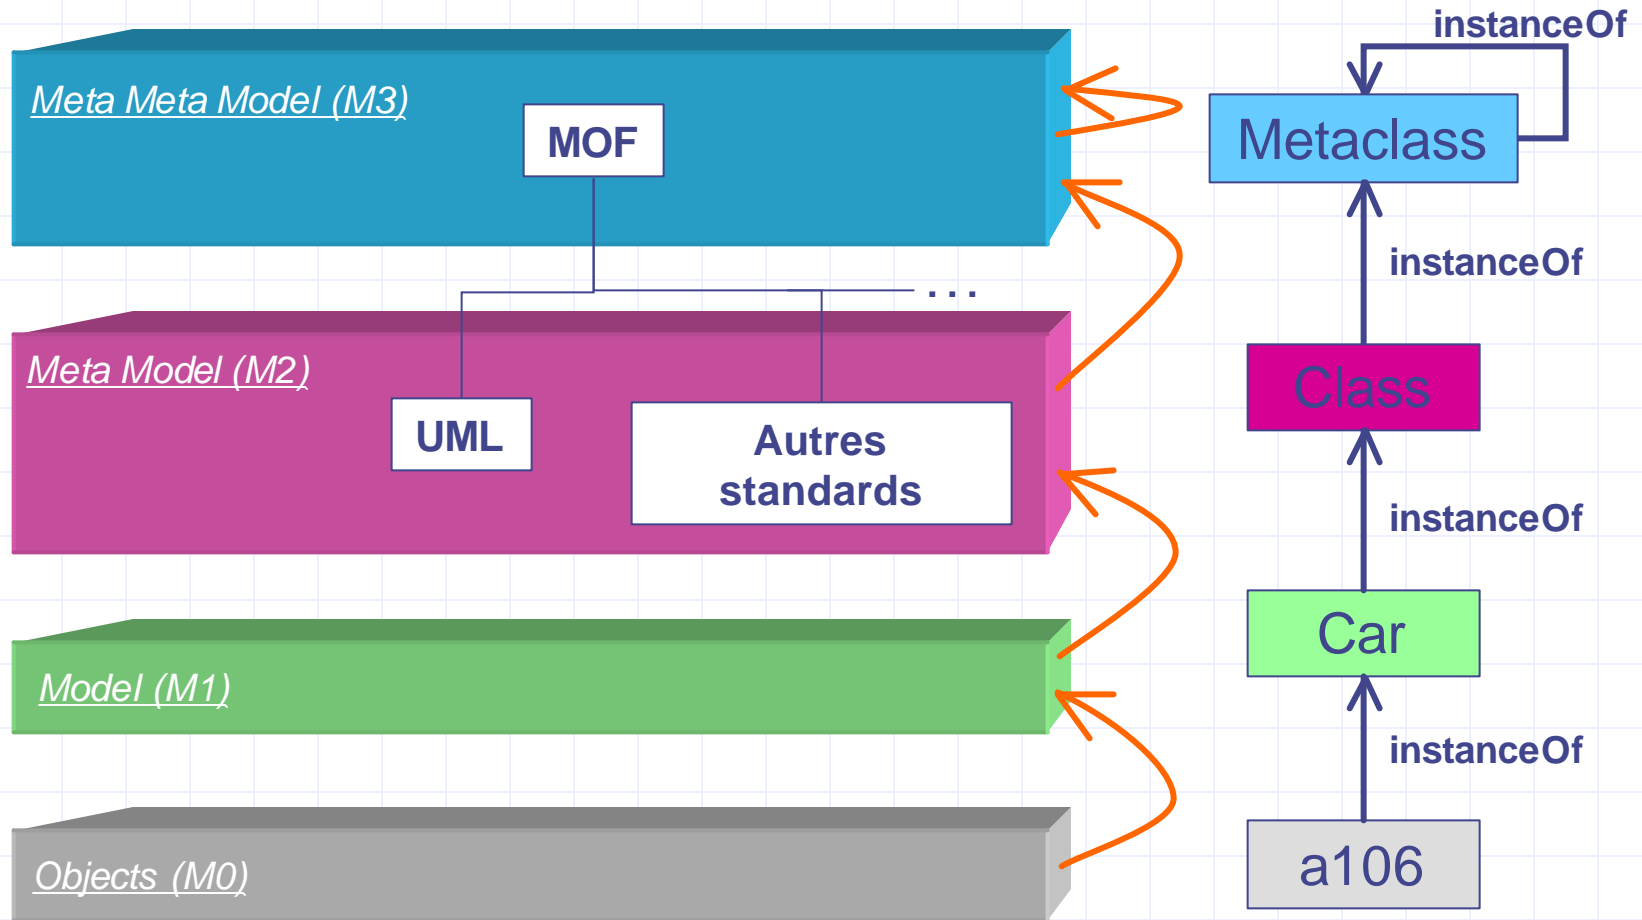 instanceOf
Meta Meta Model (M3)
MOF
Metaclass
instanceOf
. . .
Meta Model (M2)
Class
UML
Autres
standards
instanceOf
Car
Model (M1)
instanceOf
Objects (M0)
a106